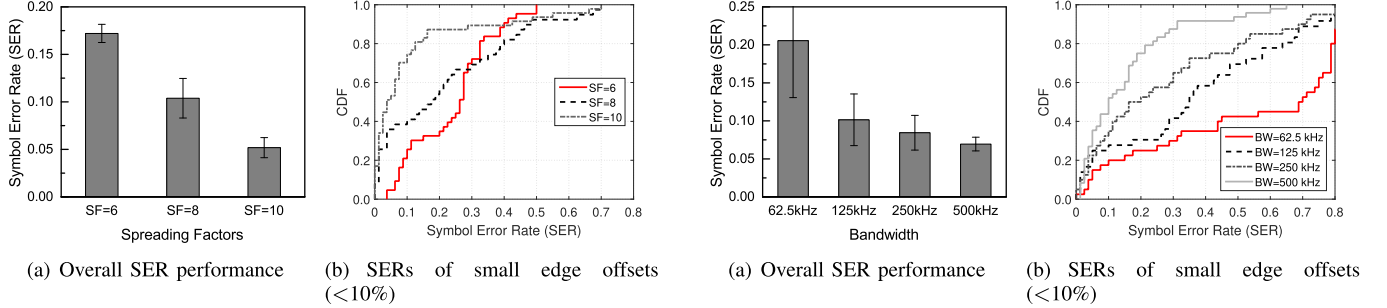 Symbol Error Rate (SER)
0.20
0.15
0.10
0.05
0.00
SF=6 SF=8 SF=10
Spreading Factors
(a) Overall SER performance
CDF
1.0
0.8
0.6
0.4
0.2
0.0
SF=6
SF=8
SF=10
0 0.1 0.2 0.3 0.4 0.5 0.6 0.7 0.8
Symbol Error Rate (SER)
(b) SERs of small edge offsets
(<10%)
Symbol Error Rate (SER)
0.25
0.20
0.15
0.10
0.05
0.00
62.5kHz 125kHz 250kHz 500kHz
Bandwidth
(a) Overall SER performance
CDF
1.0
0.8
0.6
0.4
0.2
0.0
BW=62.5 kHz
BW=125 kHz
BW=250 kHz
BW=500 kHz
0 0.1 0.2 0.3 0.4 0.5 0.6 0.7 0.8
Symbol Error Rate (SER)
(b) SERs of small edge offsets
(<10%)